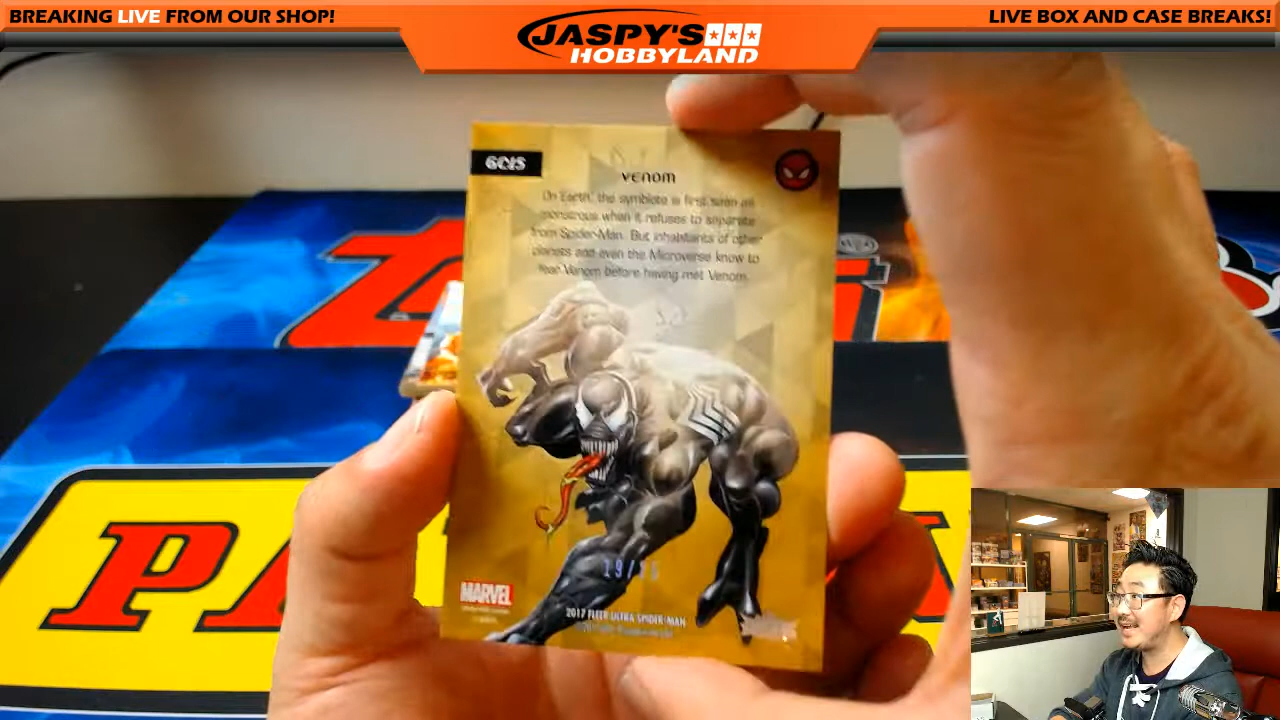 BREAKING LIVE FROM OUR SHOP!
JASPY'S
HOBBYLAND
LIVE BOX AND CASE BREAKS!
VENOM
On Earth, the symbiote is first seen as
monstrous when it refuses to separate
from Spider-Man. But inhabitants of other
planets and even the Microverse know to
fear Venom before having met Venom.
MARVEL
2017 FLEER ULTRA SPIDER-MAN
PA